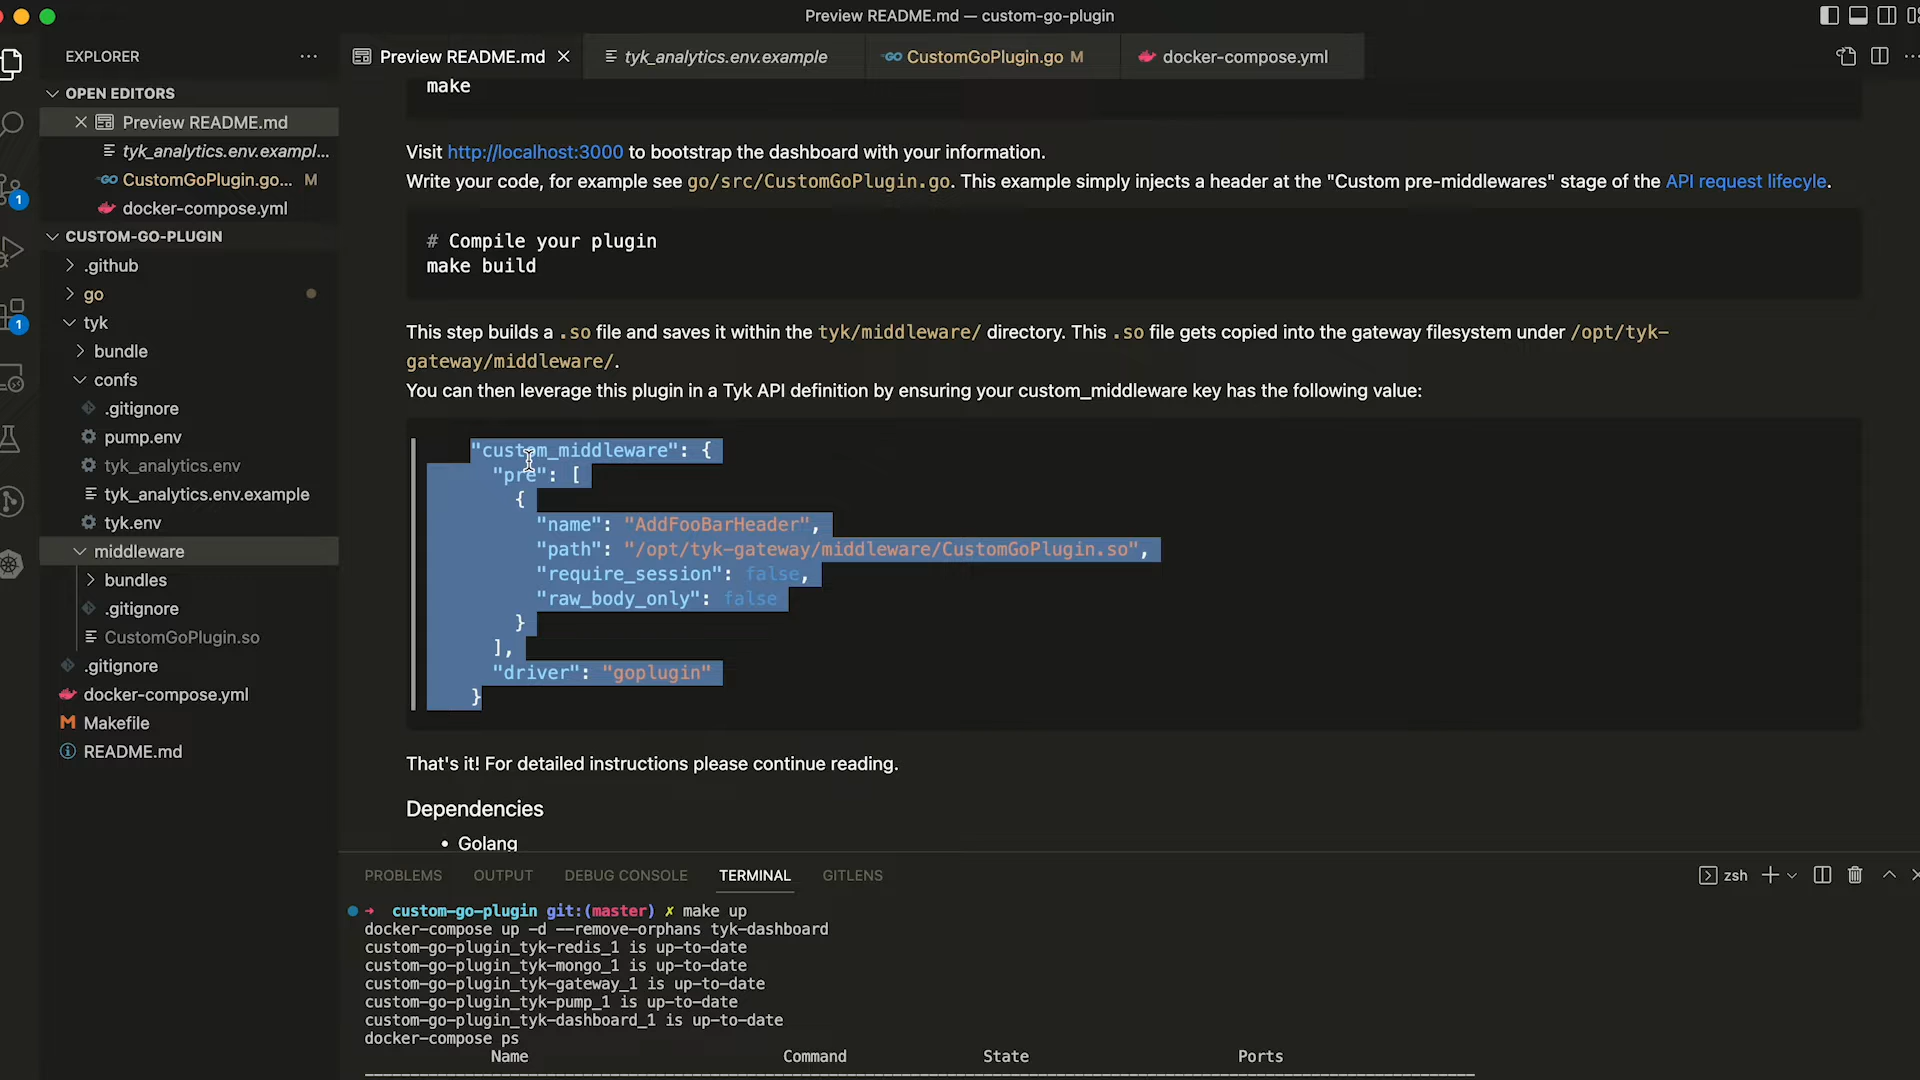 Preview README.md — custom-go-plugin
EXPLORER
Preview README.md
tyk_analytics.env.example
CustomGoPlugin.go M
docker-compose.yml
OPEN EDITORS
Preview README.md
tyk_analytics.env.exampl...
CustomGoPlugin.go... M
docker-compose.yml
CUSTOM-GO-PLUGIN
.github
go
tyk
bundle
confs
.gitignore
pump.env
tyk_analytics.env
tyk_analytics.env.example
tyk.env
middleware
bundles
.gitignore
CustomGoPlugin.so
.gitignore
docker-compose.yml
Makefile
README.md
1
1
make
Visit http://localhost:3000 to bootstrap the dashboard with your information.
Write your code, for example see go/src/CustomGoPlugin.go. This example simply injects a header at the "Custom pre-middlewares" stage of the API request lifecyle.
# Compile your plugin
make build
This step builds a .so file and saves it within the tyk/middleware/ directory. This .so file gets copied into the gateway filesystem under /opt/tyk-
gateway/middleware/.
You can then leverage this plugin in a Tyk API definition by ensuring your custom_middleware key has the following value:
"custom_middleware": {
"pre": [
{
"name": "AddFooBarHeader",
"path": "/opt/tyk-gateway/middleware/CustomGoPlugin.so",
"require_session": false,
"raw_body_only": false
}
],
"driver": "goplugin"
}
That's it! For detailed instructions please continue reading.
Dependencies
• Golang
PROBLEMS OUTPUT DEBUG CONSOLE TERMINAL GITLENS
zsh
➜ custom-go-plugin git:(master) ✗ make up
docker-compose up -d --remove-orphans tyk-dashboard
custom-go-plugin_tyk-redis_1 is up-to-date
custom-go-plugin_tyk-mongo_1 is up-to-date
custom-go-plugin_tyk-gateway_1 is up-to-date
custom-go-plugin_tyk-pump_1 is up-to-date
custom-go-plugin_tyk-dashboard_1 is up-to-date
docker-compose ps
Name Command State Ports